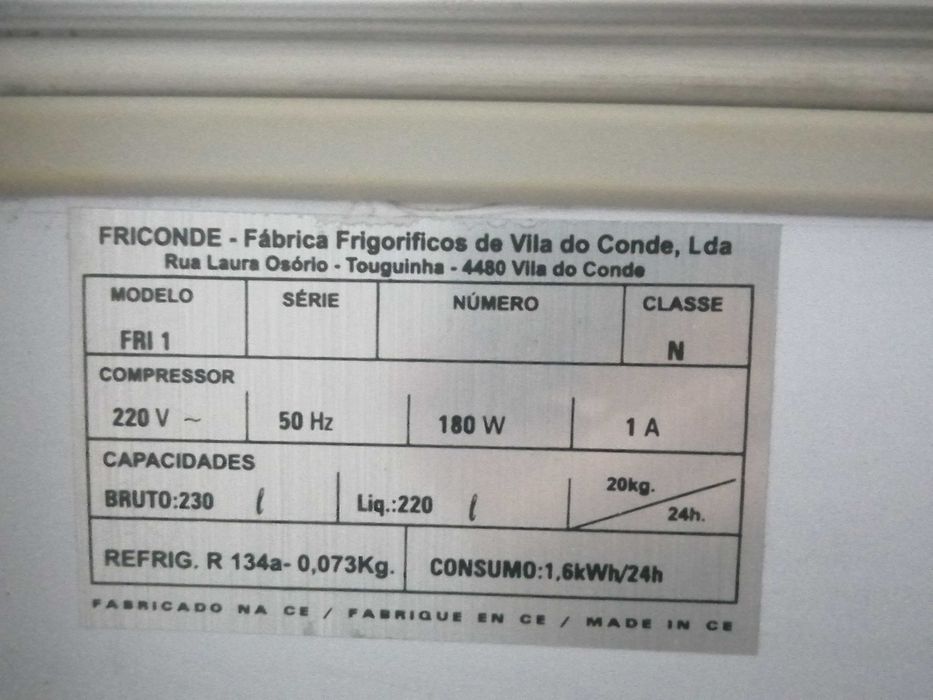 FRICONDE - Fábrica Frigorificos de Vila do Conde, Lda
Rua Laura Osório - Touguinha - 4480 Vila do Conde
MODELO SÉRIE NÚMERO CLASSE
FRI 1 N
COMPRESSOR
220 V ~ 50 Hz 180 W 1 A
CAPACIDADES
BRUTO:230 ℓ Liq.:220 ℓ 20kg. / 24h.
REFRIG. R 134a- 0,073Kg. CONSUMO:1,6kWh/24h
FABRICADO NA CE / FABRIQUE EN CE / MADE IN CE